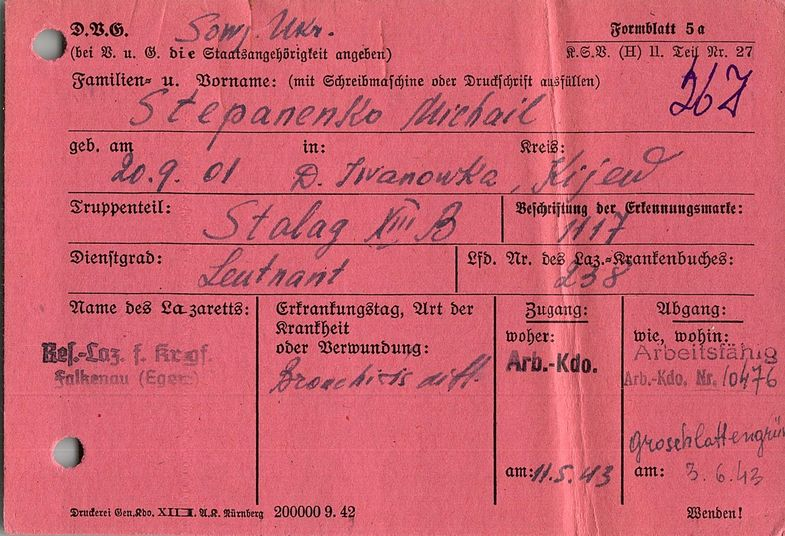 D.V.G. Sowj. Ukr.
Formblatt 5a
(bei V. u. G. die Staatsangehörigkeit angeben)
K.S.V. (H) 11. Teil Nr. 27
Familien- u. Vorname: (mit Schreibmaschine oder Druckschrift ausfüllen)
Stepanenko Michail
geb. am in: Kreis:
20.9.01 D. Iwanowka, Kijew
Truppenteil: Beschriftung der Erkennungsmarke:
Stalag XIII B 1117
Dienstgrad: Lfd. Nr. des Laz.-Krankenbuches:
Leutnant 238
Name des Lazaretts:
Res.-Laz. f. Krgf.
Falkenau (Eger)
Erkrankungstag, Art der
Krankheit
oder Verwundung:
Bronchitis diff.
Zugang:
woher:
Arb.-Kdo.
am: 11.5.43
Abgang:
wie, wohin:
Arbeitsfähig
Arb.-Kdo. Nr. 10476
Groschlattengrün
am: 3.6.43
Druckerei Gen.Kdo. XIII. A.K. Nürnberg 200000 9. 42
Wenden!